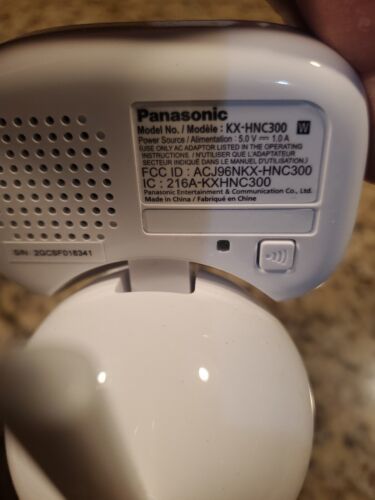 Panasonic
Model No. / Modèle : KX-HNC300 W
Power Source / Alimentation : 5.0 V ⎓ 1.0 A
(USE ONLY AC ADAPTOR LISTED IN THE OPERATING
INSTRUCTIONS. / N'UTILISER QUE L'ADAPTATEUR
SECTEUR INDIQUÉ DANS LE MANUEL D'UTILISATION.)
FCC ID : ACJ96NKX-HNC300
IC : 216A-KXHNC300
Panasonic Entertainment & Communication Co., Ltd.
Made in China / Fabriqué en Chine
S/N: 2GCSF016341